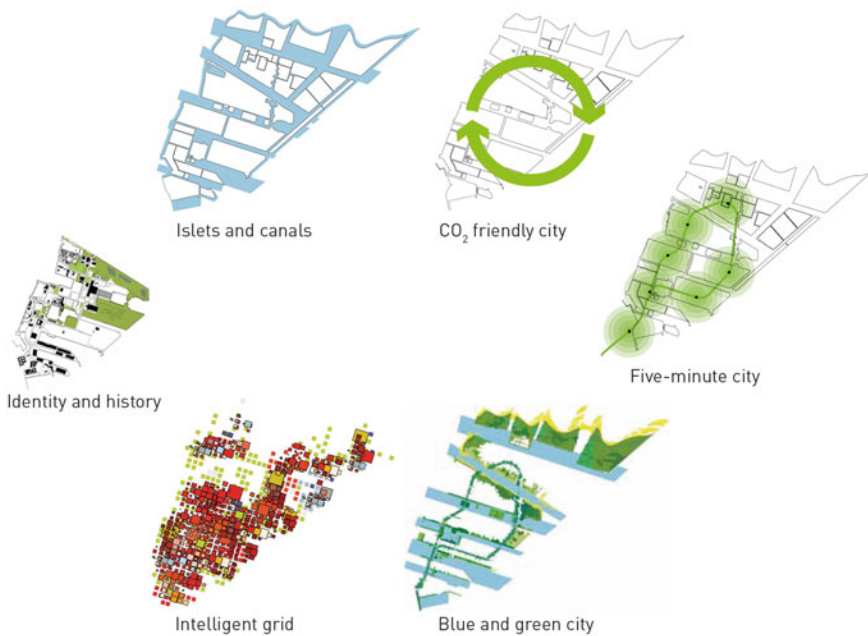 Islets and canals
CO₂ friendly city
Identity and history
Five-minute city
Intelligent grid
Blue and green city